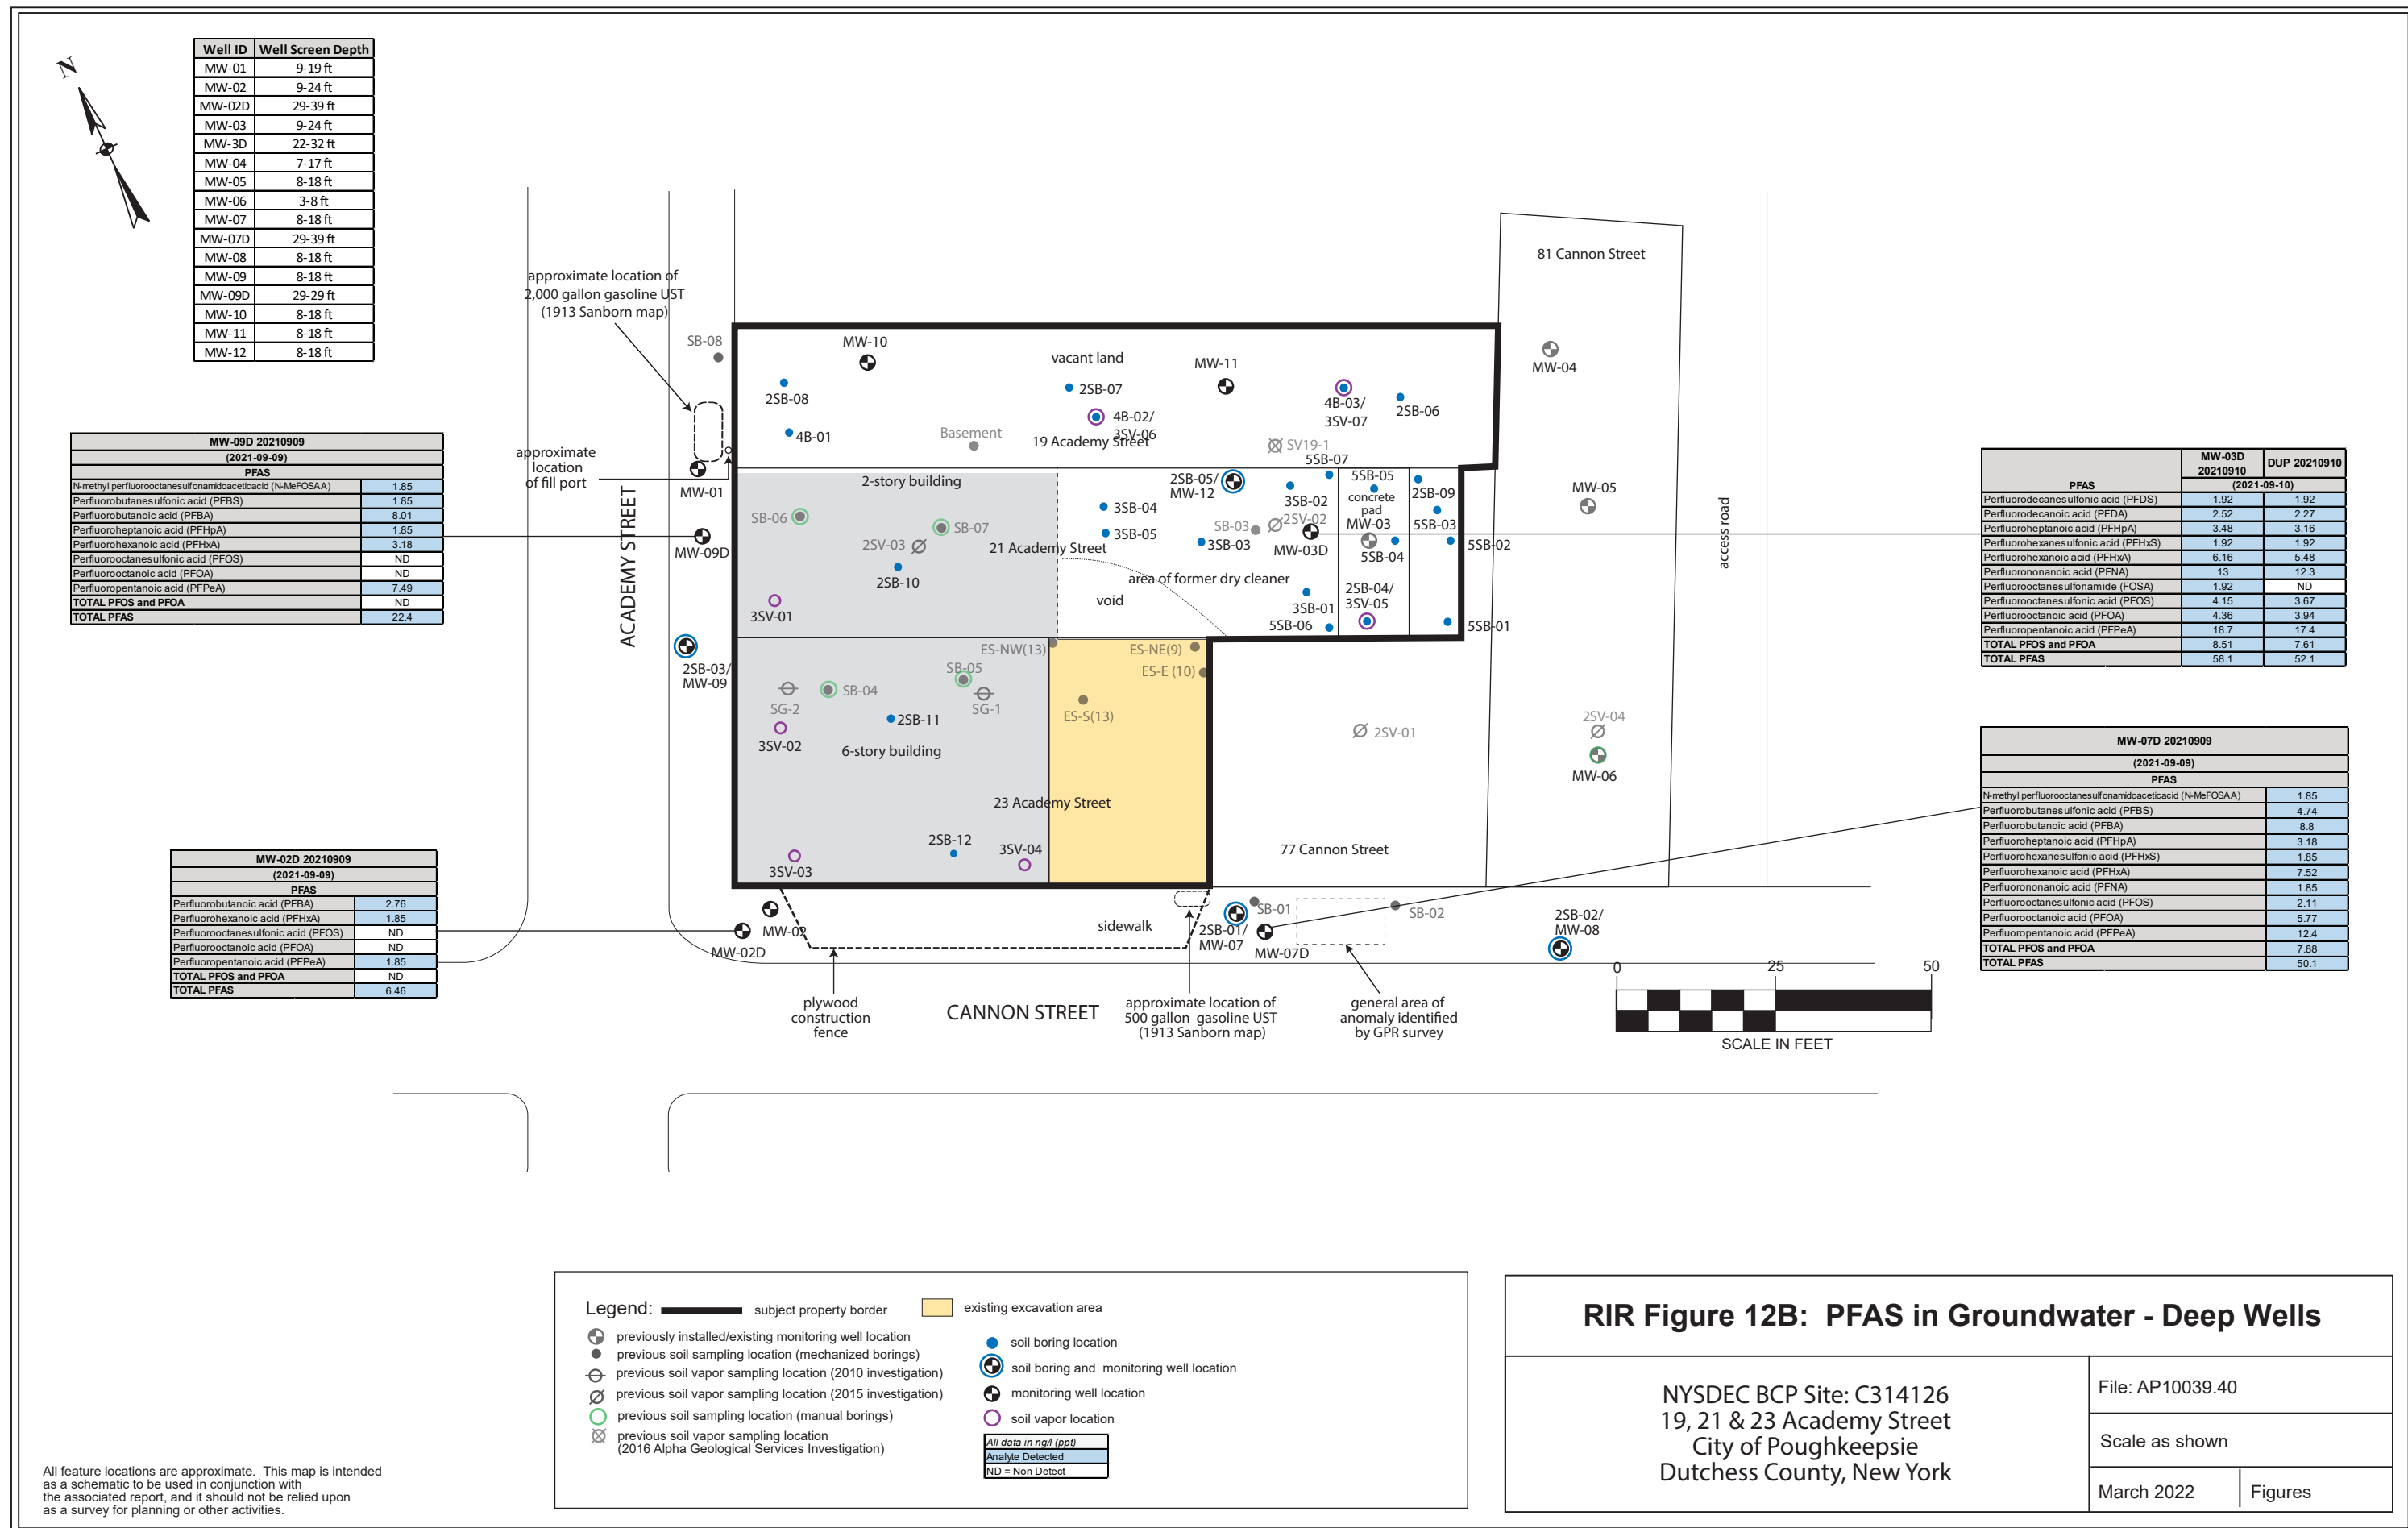 N
Well ID Well Screen Depth
MW-01 9-19 ft
MW-02 9-24 ft
MW-02D 29-39 ft
MW-03 9-24 ft
MW-3D 22-32 ft
MW-04 7-17 ft
MW-05 8-18 ft
MW-06 3-8 ft
MW-07 8-18 ft
MW-07D 29-39 ft
MW-08 8-18 ft
MW-09 8-18 ft
MW-09D 29-29 ft
MW-10 8-18 ft
MW-11 8-18 ft
MW-12 8-18 ft
approximate location of
2,000 gallon gasoline UST
(1913 Sanborn map)
approximate
location
of fill port
MW-09D 20210909
(2021-09-09)
PFAS
N-methyl perfluorooctanesulfonamidoaceticacid (N-MeFOSAA) 1.85
Perfluorobutanesulfonic acid (PFBS) 1.85
Perfluorobutanoic acid (PFBA) 8.01
Perfluoroheptanoic acid (PFHpA) 1.85
Perfluorohexanoic acid (PFHxA) 3.18
Perfluorooctanesulfonic acid (PFOS) ND
Perfluorooctanoic acid (PFOA) ND
Perfluoropentanoic acid (PFPeA) 7.49
TOTAL PFOS and PFOA ND
TOTAL PFAS 22.4
MW-02D 20210909
(2021-09-09)
PFAS
Perfluorobutanoic acid (PFBA) 2.76
Perfluorohexanoic acid (PFHxA) 1.85
Perfluorooctanesulfonic acid (PFOS) ND
Perfluorooctanoic acid (PFOA) ND
Perfluoropentanoic acid (PFPeA) 1.85
TOTAL PFOS and PFOA ND
TOTAL PFAS 6.46
ACADEMY STREET
SB-08
MW-01
MW-09D
2SB-03/
MW-09
MW-10
vacant land
MW-11
2SB-08
2SB-07
4B-01
4B-02/
3SV-06
4B-03/
3SV-07
2SB-06
Basement
19 Academy Street
SV19-1
2-story building
2SB-05/
MW-12
5SB-07
5SB-05
3SB-02
concrete
pad
2SB-09
SB-06
SB-07
3SB-04
3SB-05
2SV-03
SB-03
2SV-02
MW-03
5SB-03
21 Academy Street
3SB-03
MW-03D
5SB-04
5SB-02
2SB-10
area of former dry cleaner
void
3SV-01
3SB-01
2SB-04/
3SV-05
5SB-06
5SB-01
ES-NW(13)
ES-NE(9)
ES-E (10)
SB-05
SG-2
SB-04
SG-1
ES-S(13)
2SB-11
3SV-02
6-story building
23 Academy Street
2SB-12
3SV-04
3SV-03
81 Cannon Street
MW-04
MW-05
access road
2SV-01
2SV-04
MW-06
77 Cannon Street
MW-02
MW-02D
sidewalk
SB-01
2SB-01/
MW-07
MW-07D
SB-02
2SB-02/
MW-08
plywood
construction
fence
CANNON STREET
approximate location of
500 gallon gasoline UST
(1913 Sanborn map)
general area of
anomaly identified
by GPR survey
0 25 50
SCALE IN FEET
PFAS MW-03D 20210910 DUP 20210910
(2021-09-10)
Perfluorodecanesulfonic acid (PFDS) 1.92 1.92
Perfluorodecanoic acid (PFDA) 2.52 2.27
Perfluoroheptanoic acid (PFHpA) 3.48 3.16
Perfluorohexanesulfonic acid (PFHxS) 1.92 1.92
Perfluorohexanoic acid (PFHxA) 6.16 5.48
Perfluorononanoic acid (PFNA) 13 12.3
Perfluorooctanesulfonamide (FOSA) 1.92 ND
Perfluorooctanesulfonic acid (PFOS) 4.15 3.67
Perfluorooctanoic acid (PFOA) 4.36 3.94
Perfluoropentanoic acid (PFPeA) 18.7 17.4
TOTAL PFOS and PFOA 8.51 7.61
TOTAL PFAS 58.1 52.1
MW-07D 20210909
(2021-09-09)
PFAS
N-methyl perfluorooctanesulfonamidoaceticacid (N-MeFOSAA) 1.85
Perfluorobutanesulfonic acid (PFBS) 4.74
Perfluorobutanoic acid (PFBA) 8.8
Perfluoroheptanoic acid (PFHpA) 3.18
Perfluorohexanesulfonic acid (PFHxS) 1.85
Perfluorohexanoic acid (PFHxA) 7.52
Perfluorononanoic acid (PFNA) 1.85
Perfluorooctanesulfonic acid (PFOS) 2.11
Perfluorooctanoic acid (PFOA) 5.77
Perfluoropentanoic acid (PFPeA) 12.4
TOTAL PFOS and PFOA 7.88
TOTAL PFAS 50.1
Legend:
subject property border
existing excavation area
previously installed/existing monitoring well location
previous soil sampling location (mechanized borings)
previous soil vapor sampling location (2010 investigation)
previous soil vapor sampling location (2015 investigation)
previous soil sampling location (manual borings)
previous soil vapor sampling location
(2016 Alpha Geological Services Investigation)
soil boring location
soil boring and monitoring well location
monitoring well location
soil vapor location
All data in ng/l (ppt)
Analyte Detected
ND = Non Detect
All feature locations are approximate. This map is intended
as a schematic to be used in conjunction with
the associated report, and it should not be relied upon
as a survey for planning or other activities.
RIR Figure 12B: PFAS in Groundwater - Deep Wells
NYSDEC BCP Site: C314126
19, 21 & 23 Academy Street
City of Poughkeepsie
Dutchess County, New York
File: AP10039.40
Scale as shown
March 2022 Figures